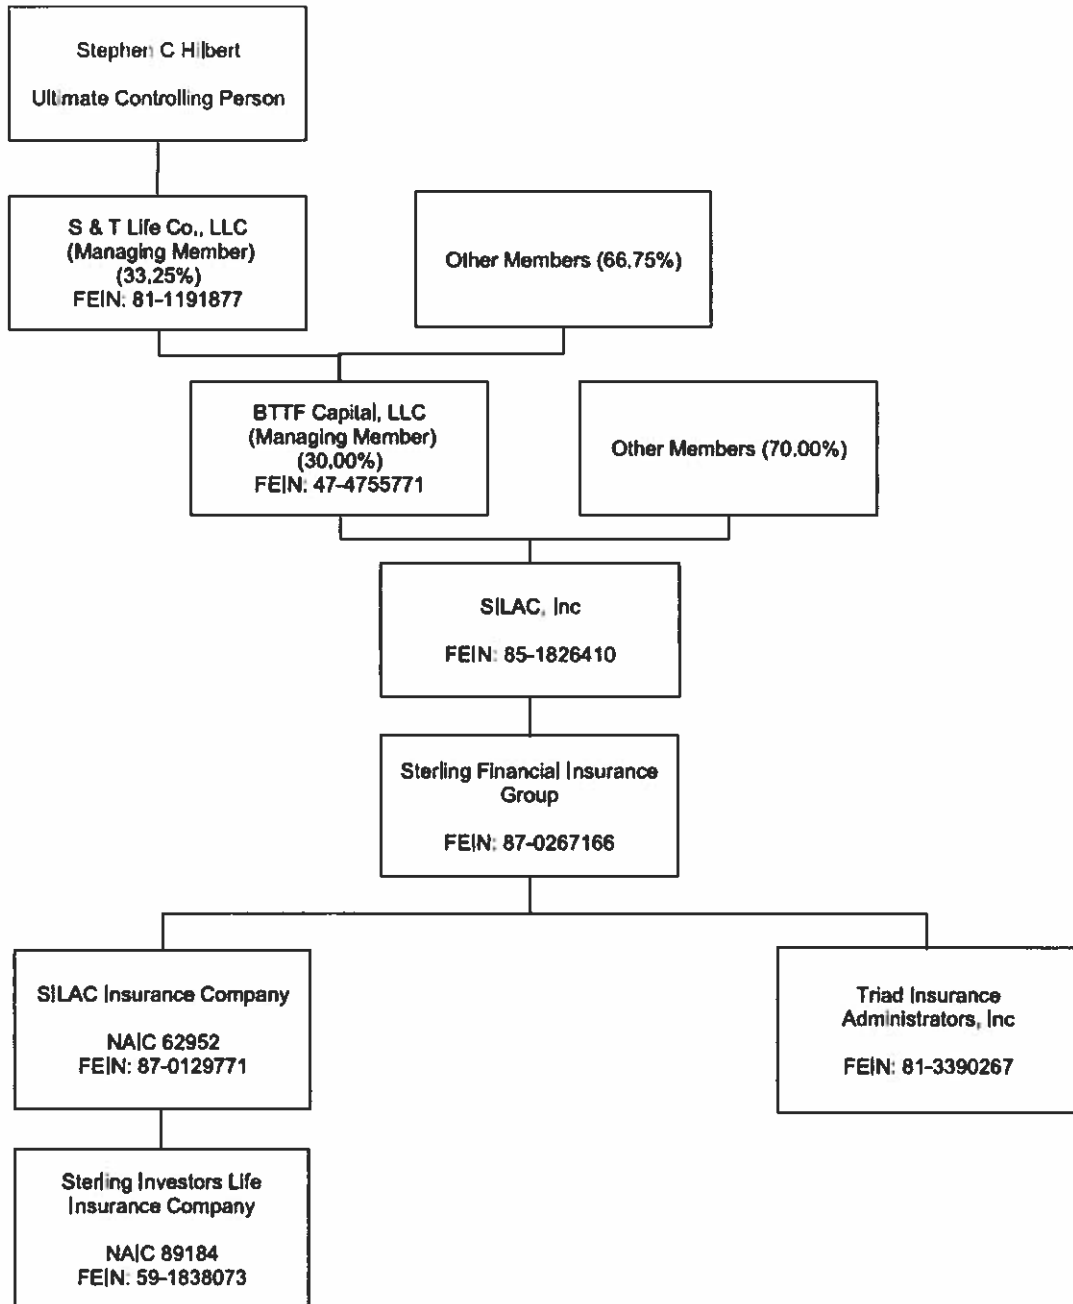 Stephen C Hilbert
Ultimate Controlling Person
S & T Life Co., LLC
(Managing Member)
(33.25%)
FEIN: 81-1191877
Other Members (66.75%)
BTTF Capital, LLC
(Managing Member)
(30.00%)
FEIN: 47-4755771
Other Members (70.00%)
SILAC, Inc
FEIN: 85-1826410
Sterling Financial Insurance
Group
FEIN: 87-0267166
SILAC Insurance Company
NAIC 62952
FEIN: 87-0129771
Triad Insurance
Administrators, Inc
FEIN: 81-3390267
Sterling Investors Life
Insurance Company
NAIC 89184
FEIN: 59-1838073